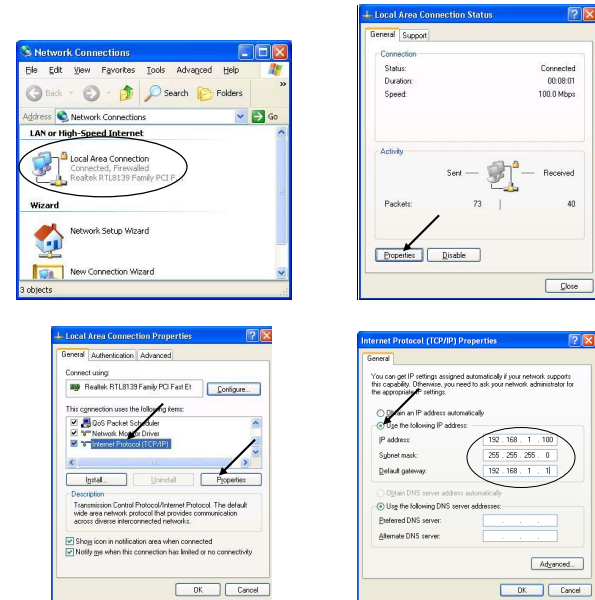 Network Connections
File Edit View Favorites Tools Advanced Help
Back Search Folders
Address Network Connections Go
LAN or High-Speed Internet
Local Area Connection
Connected, Firewalled
Realtek RTL8139 Family PCI F...
Wizard
Network Setup Wizard
New Connection Wizard
3 objects
Local Area Connection Status
General Support
Connection
Status: Connected
Duration: 00:08:01
Speed: 100.0 Mbps
Activity
Sent Received
Packets: 73 40
Properties Disable
Close
Local Area Connection Properties
General Authentication Advanced
Connect using:
Realtek RTL8139 Family PCI Fast Et Configure...
This connection uses the following items:
QoS Packet Scheduler
Network Monitor Driver
Internet Protocol (TCP/IP)
Install... Uninstall Properties
Description
Transmission Control Protocol/Internet Protocol. The default
wide area network protocol that provides communication
across diverse interconnected networks.
Show icon in notification area when connected
Notify me when this connection has limited or no connectivity
OK Cancel
Internet Protocol (TCP/IP) Properties
General
You can get IP settings assigned automatically if your network supports
this capability. Otherwise, you need to ask your network administrator for
the appropriate IP settings.
Obtain an IP address automatically
Use the following IP address:
IP address: 192 . 168 . 1 . 100
Subnet mask: 255 . 255 . 255 . 0
Default gateway: 192 . 168 . 1 . 1
Obtain DNS server address automatically
Use the following DNS server addresses:
Preferred DNS server: . . .
Alternate DNS server: . . .
Advanced...
OK Cancel